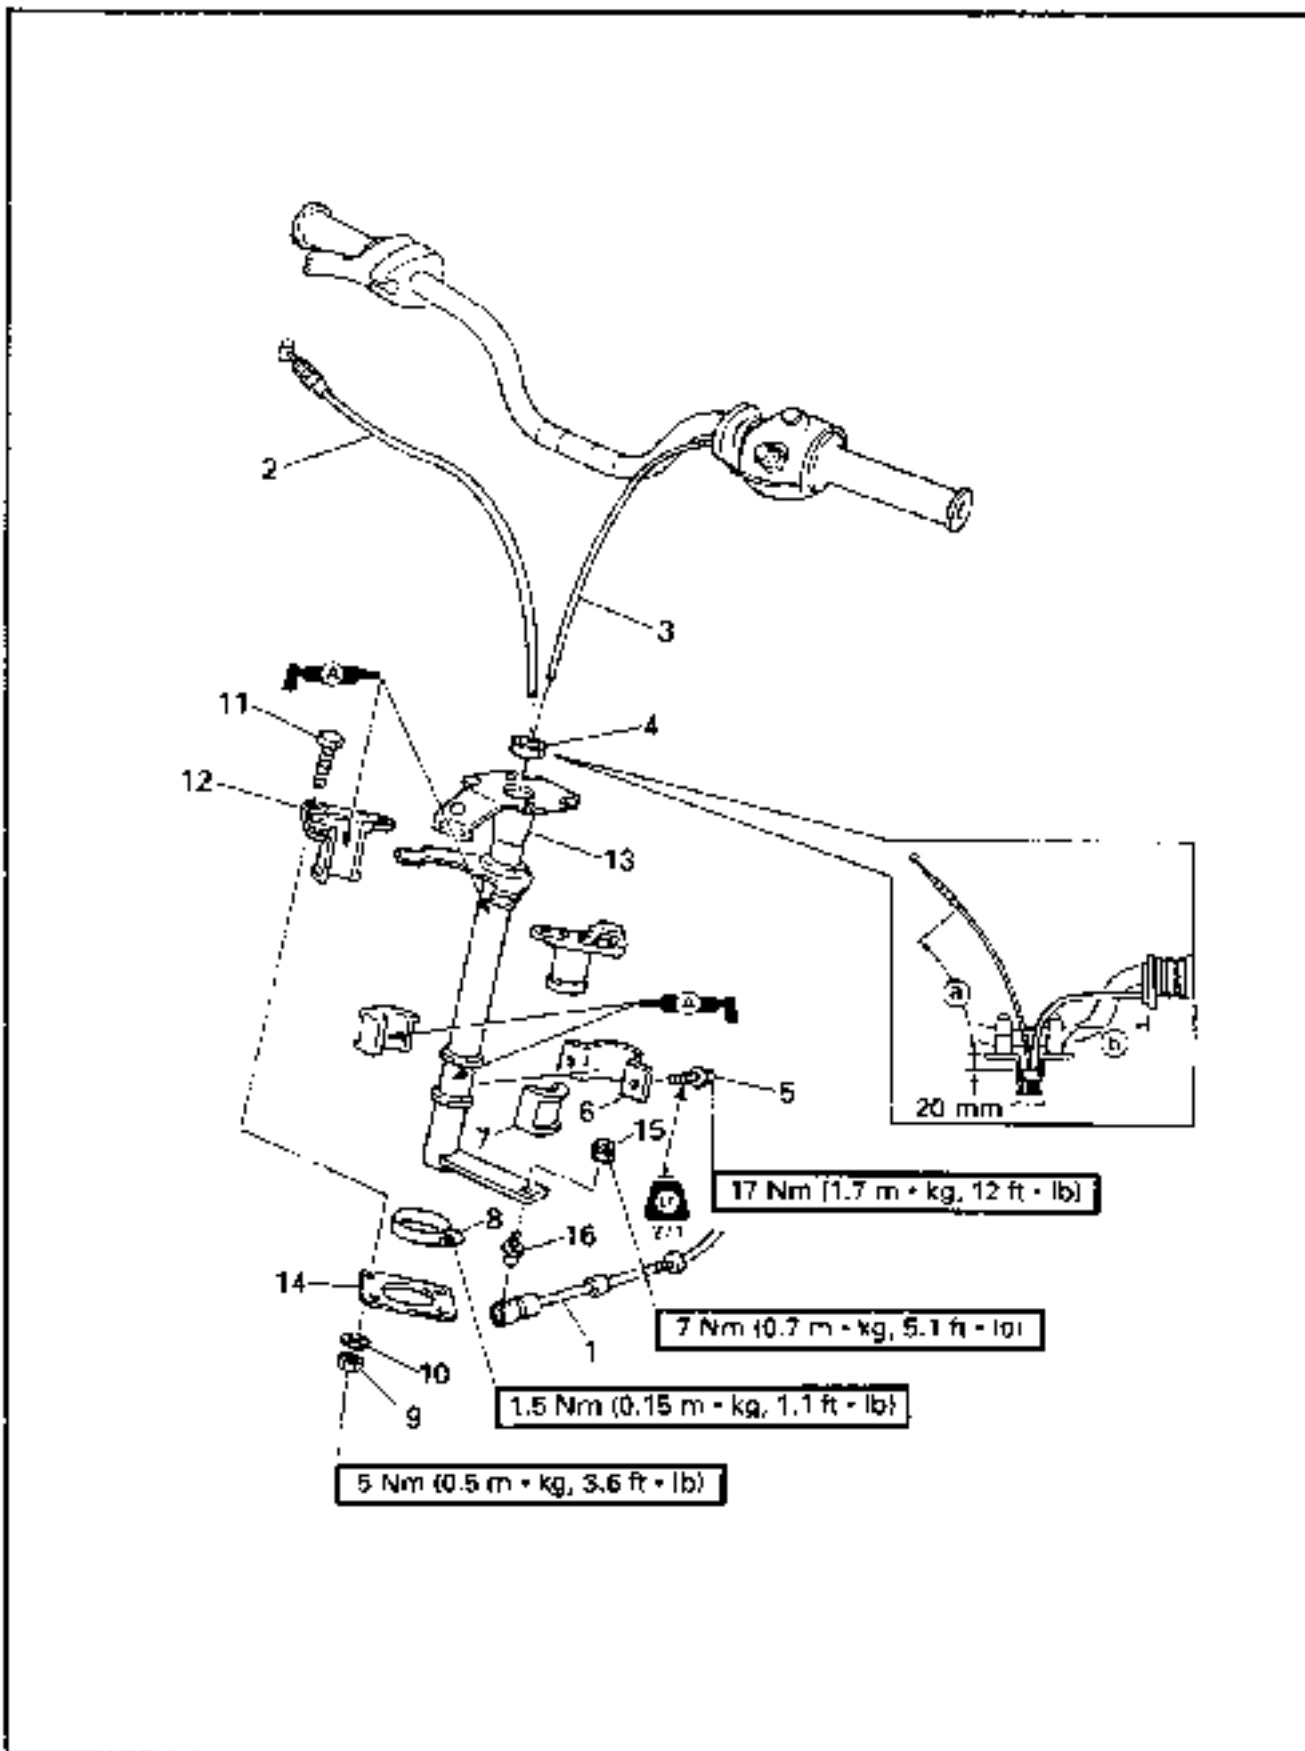 2
3
A
11
4
12
13
a
A
b
5
6
20 mm
7
15
17 Nm (1.7 m • kg, 12 ft • lb)
LT
8
16
14
7 Nm (0.7 m • kg, 5.1 ft • lb)
1
10
1.5 Nm (0.15 m • kg, 1.1 ft • lb)
9
5 Nm (0.5 m • kg, 3.6 ft • lb)